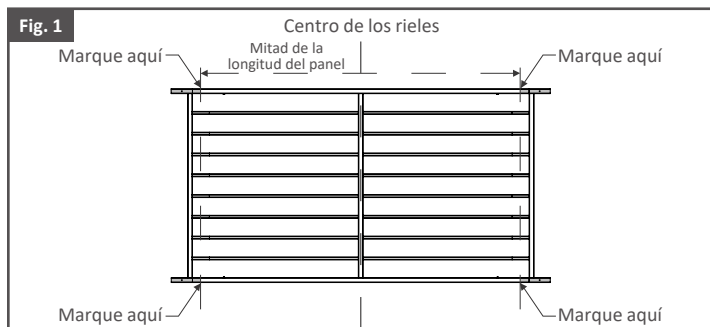 Fig. 1
Centro de los rieles
Marque aquí
Mitad de la
longitud del panel
Marque aquí
Marque aquí
Marque aquí